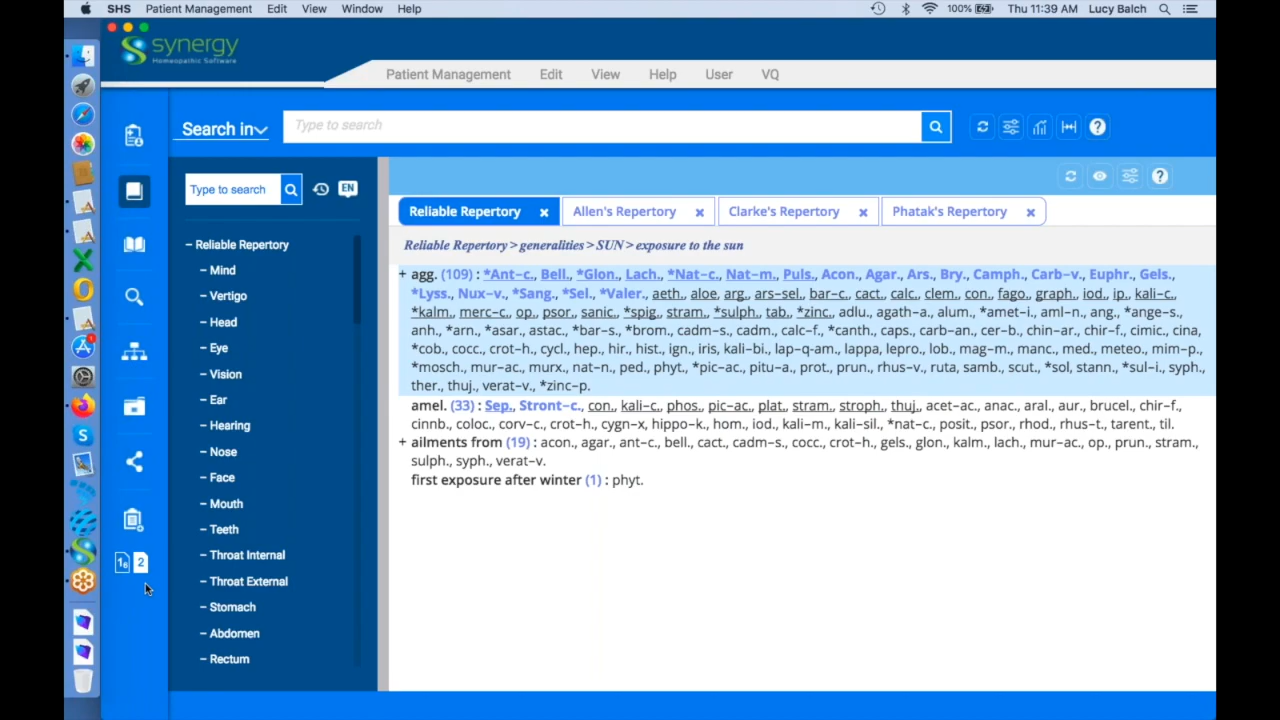 SHS Patient Management Edit View Window Help 100% Thu 11:39 AM Lucy Balch
synergy
Homeopathic Software
Patient Management Edit View Help User VQ
Search in Type to search
Type to search EN
Reliable Repertory Allen's Repertory Clarke's Repertory Phatak's Repertory
Reliable Repertory > generalities > SUN > exposure to the sun
+ agg. (109) : *Ant–c., Bell., *Glon., Lach., *Nat–c., Nat–m., Puls., Acon., Agar., Ars., Bry., Camph., Carb–v., Euphr., Gels.,
*Lyss., Nux–v., *Sang., *Sel., *Valer., aeth., aloe, arg., ars–sel., bar–c., cact., calc., clem., con., fago., graph., iod., ip., kali–c.,
*kalm., merc–c., op., psor., sanic., *spig., stram., *sulph., tab., *zinc., adlu., agath–a., alum., *amet–i., aml–n., ang., *ange–s.,
anh., *arn., *asar., astac., *bar–s., *brom., cadm–s., cadm., calc–f., *canth., caps., carb–an., cer–b., chin–ar., chir–f., cimic., cina,
*cob., cocc., crot–h., cycl., hep., hir., hist., ign., iris, kali–bi., lap–q–am., lappa, lepro., lob., mag–m., manc., med., meteo., mim–p.,
*mosch., mur–ac., murx., nat–n., ped., phyt., *pic–ac., pitu–a., prot., prun., rhus–v., ruta, samb., scut., *sol, stann., *sul–i., syph.,
ther., thuj., verat–v., *zinc–p.
amel. (33) : Sep., Stront–c., con., kali–c., phos., pic–ac., plat., stram., stroph., thuj., acet–ac., anac., aral., aur., brucel., chir–f.,
cinnb., coloc., corv–c., crot–h., cygn–x, hippo–k., hom., iod., kali–m., kali–sil., *nat–c., posit., psor., rhod., rhus–t., tarent., til.
+ ailments from (19) : acon., agar., ant–c., bell., cact., cadm–s., cocc., crot–h., gels., glon., kalm., lach., mur–ac., op., prun., stram.,
sulph., syph., verat–v.
first exposure after winter (1) : phyt.
– Reliable Repertory
– Mind
– Vertigo
– Head
– Eye
– Vision
– Ear
– Hearing
– Nose
– Face
– Mouth
– Teeth
– Throat Internal
– Throat External
– Stomach
– Abdomen
– Rectum
2